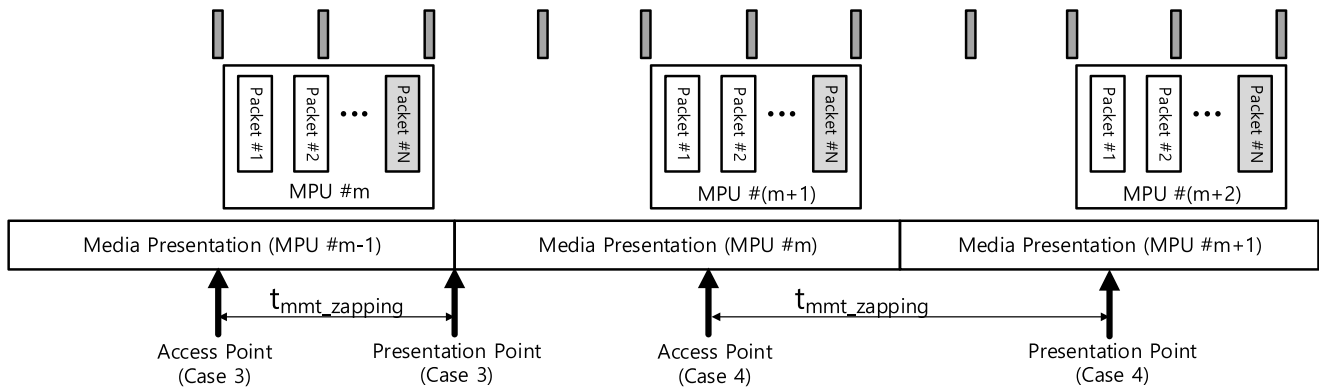 Packet #1
Packet #2
•••
Packet #N
MPU #m
Packet #1
Packet #2
•••
Packet #N
MPU #(m+1)
Packet #1
Packet #2
•••
Packet #N
MPU #(m+2)
Media Presentation (MPU #m-1)
Media Presentation (MPU #m)
Media Presentation (MPU #m+1)
tmmt_zapping
tmmt_zapping
Access Point
(Case 3)
Presentation Point
(Case 3)
Access Point
(Case 4)
Presentation Point
(Case 4)